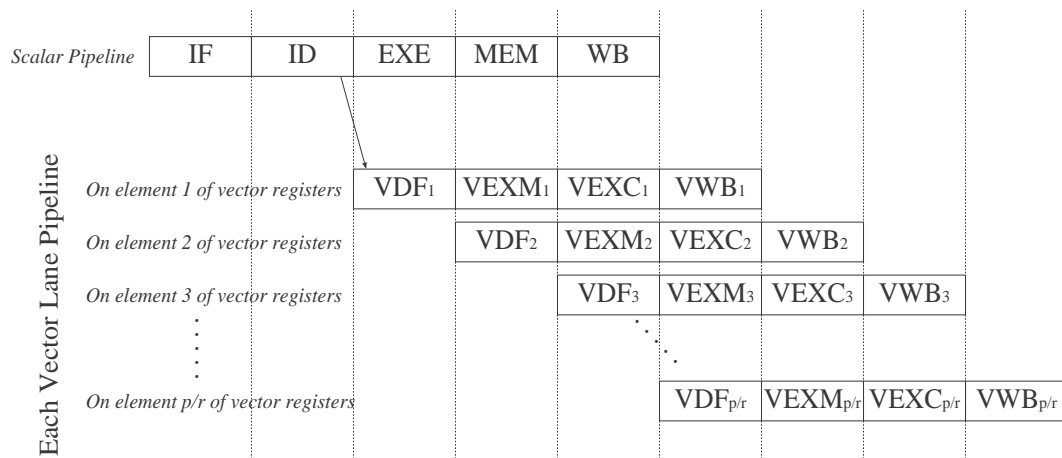 Scalar Pipeline IF ID EXE MEM WB
Each Vector Lane Pipeline
On element 1 of vector registers VDF1 VEXM1 VEXC1 VWB1
On element 2 of vector registers VDF2 VEXM2 VEXC2 VWB2
On element 3 of vector registers VDF3 VEXM3 VEXC3 VWB3
On element p/r of vector registers VDFp/r VEXMp/r VEXCp/r VWBp/r